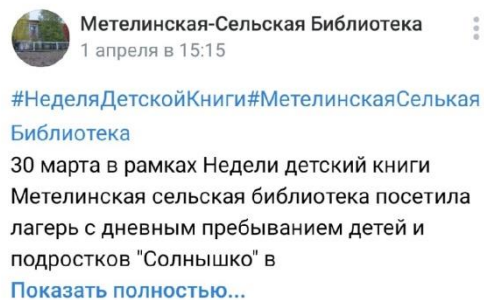 Метелинская-Сельская Библиотека
1 апреля в 15:15
#НеделяДетскойКниги#МетелинскаяСелькая
Библиотека
30 марта в рамках Недели детский книги
Метелинская сельская библиотека посетила
лагерь с дневным пребыванием детей и
подростков "Солнышко" в
Показать полностью...